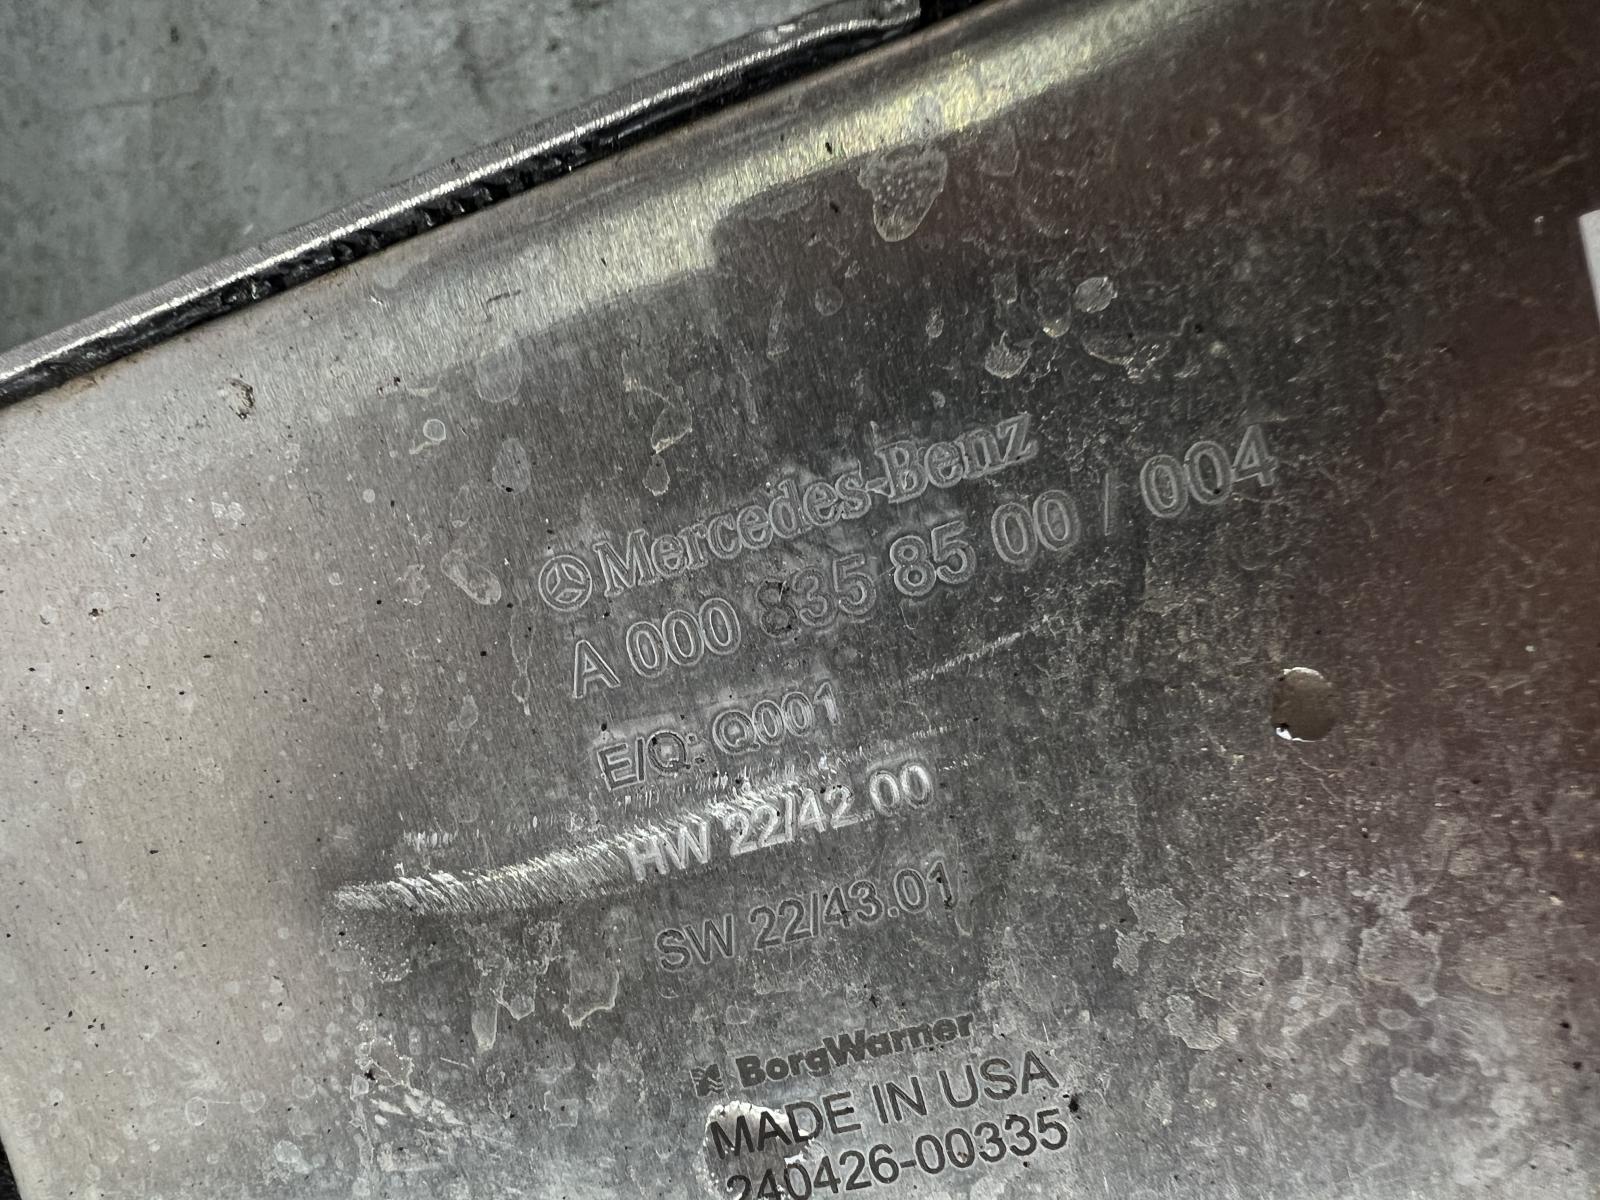 Mercedes-Benz
A 000 835 85 00 / 004
E/Q: Q001
HW 22/42.00
SW 22/43.01
BorgWarner
MADE IN USA
240426-00335